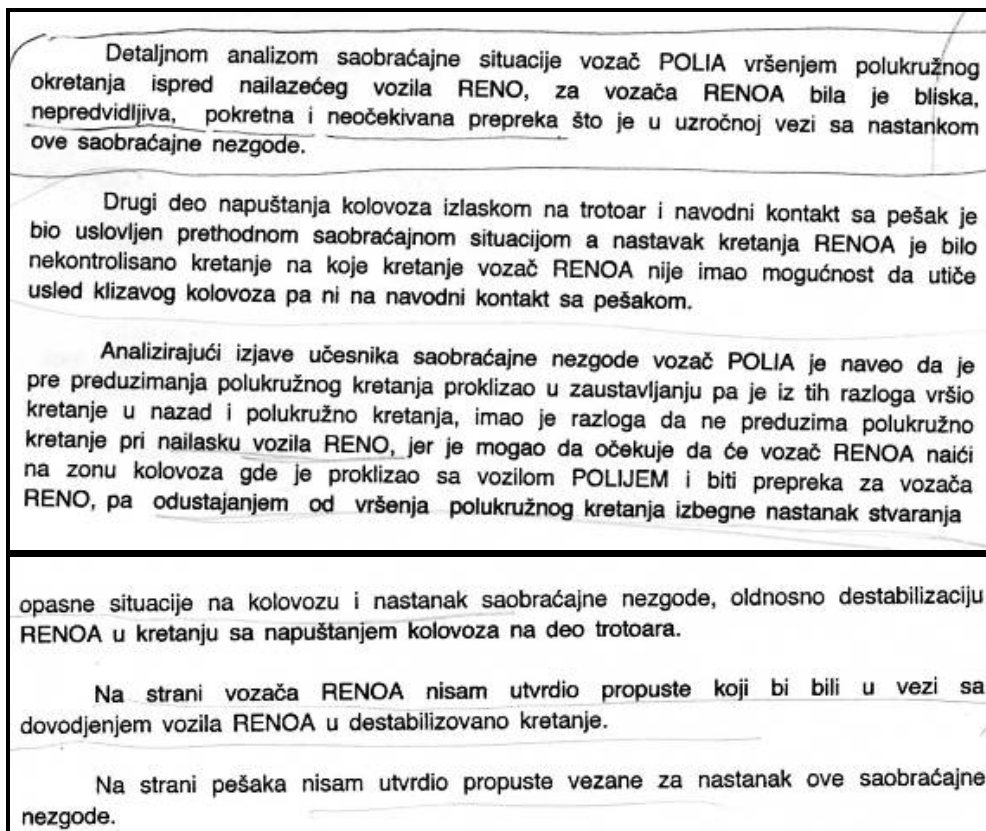 Detaljnom analizom saobraćajne situacije vozač POLIA vršenjem polukružnog
okretanja ispred nailazećeg vozila RENO, za vozača RENOA bila je bliska,
nepredvidljiva, pokretna i neočekivana prepreka što je u uzročnoj vezi sa nastankom
ove saobraćajne nezgode.
Drugi deo napuštanja kolovoza izlaskom na trotoar i navodni kontakt sa pešak je
bio uslovljen prethodnom saobraćajnom situacijom a nastavak kretanja RENOA je bilo
nekontrolisano kretanje na koje kretanje vozač RENOA nije imao mogućnost da utiče
usled klizavog kolovoza pa ni na navodni kontakt sa pešakom.
Analizirajući izjave učesnika saobraćajne nezgode vozač POLIA je naveo da je
pre preduzimanja polukružnog kretanja proklizao u zaustavljanju pa je iz tih razloga vršio
kretanje u nazad i polukružno kretanja, imao je razloga da ne preduzima polukružno
kretanje pri nailasku vozila RENO, jer je mogao da očekuje da će vozač RENOA naići
na zonu kolovoza gde je proklizao sa vozilom POLIJEM i biti prepreka za vozača
RENO, pa odustajanjem od vršenja polukružnog kretanja izbegne nastanak stvaranja
opasne situacije na kolovozu i nastanak saobraćajne nezgode, oldnosno destabilizaciju
RENOA u kretanju sa napuštanjem kolovoza na deo trotoara.
Na strani vozača RENOA nisam utvrdio propuste koji bi bili u vezi sa
dovodjenjem vozila RENOA u destabilizovano kretanje.
Na strani pešaka nisam utvrdio propuste vezane za nastanak ove saobraćajne
nezgode.